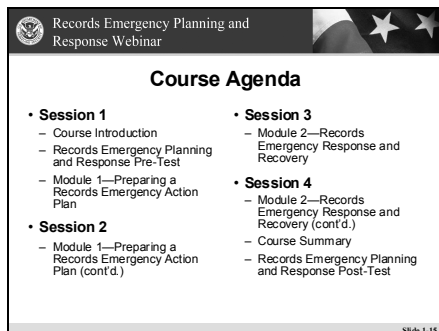 Records Emergency Planning and
Response Webinar
Course Agenda
• Session 1
– Course Introduction
– Records Emergency Planning
and Response Pre-Test
– Module 1—Preparing a
Records Emergency Action
Plan
• Session 2
– Module 1—Preparing a
Records Emergency Action
Plan (cont'd.)
• Session 3
– Module 2—Records
Emergency Response and
Recovery
• Session 4
– Module 2—Records
Emergency Response and
Recovery (cont'd.)
– Course Summary
– Records Emergency Planning
and Response Post-Test
Slide 1-15